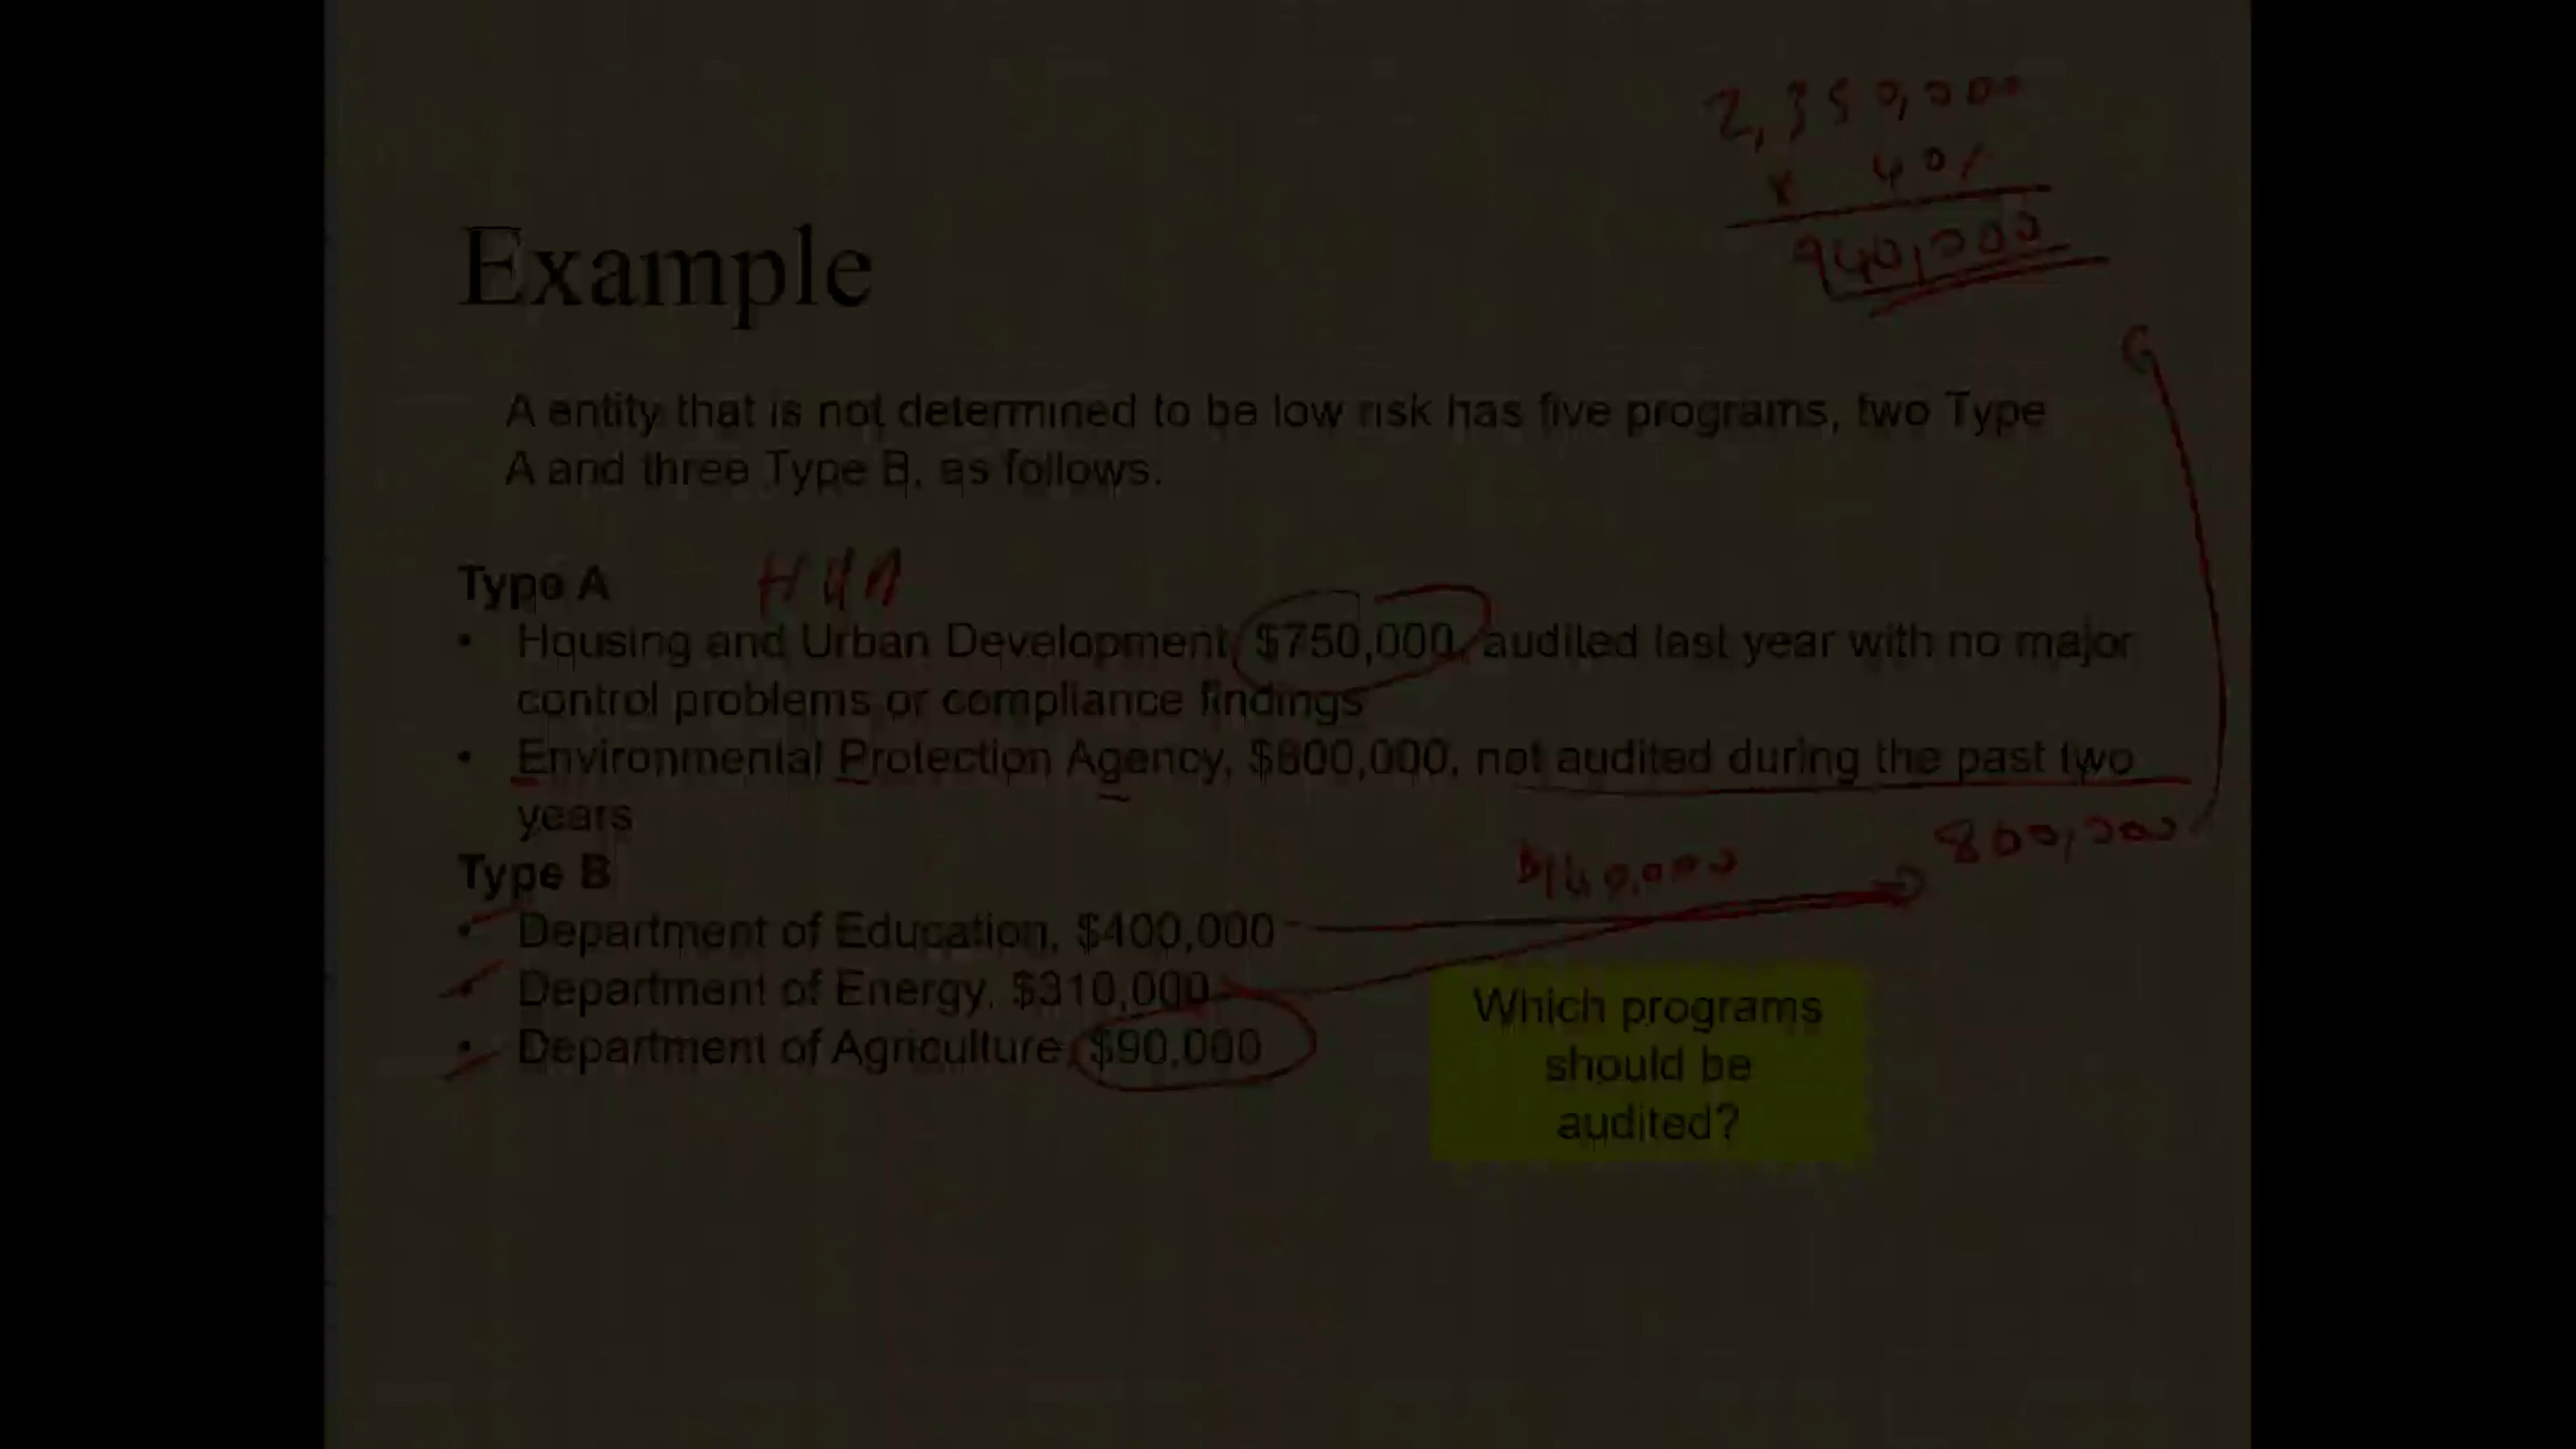 2,350,000
x 40%
940,000
Example
A entity that is not determined to be low risk has five programs, two Type
A and three Type B, as follows.
Type A
Housing and Urban Development, $750,000, audited last year with no major
control problems or compliance findings
• Environmental Protection Agency, $800,000, not audited during the past two
years
800,000
Type B
$140,000
• Department of Education, $400,000
• Department of Energy, $310,000
• Department of Agriculture, $90,000
Which programs
should be
audited?